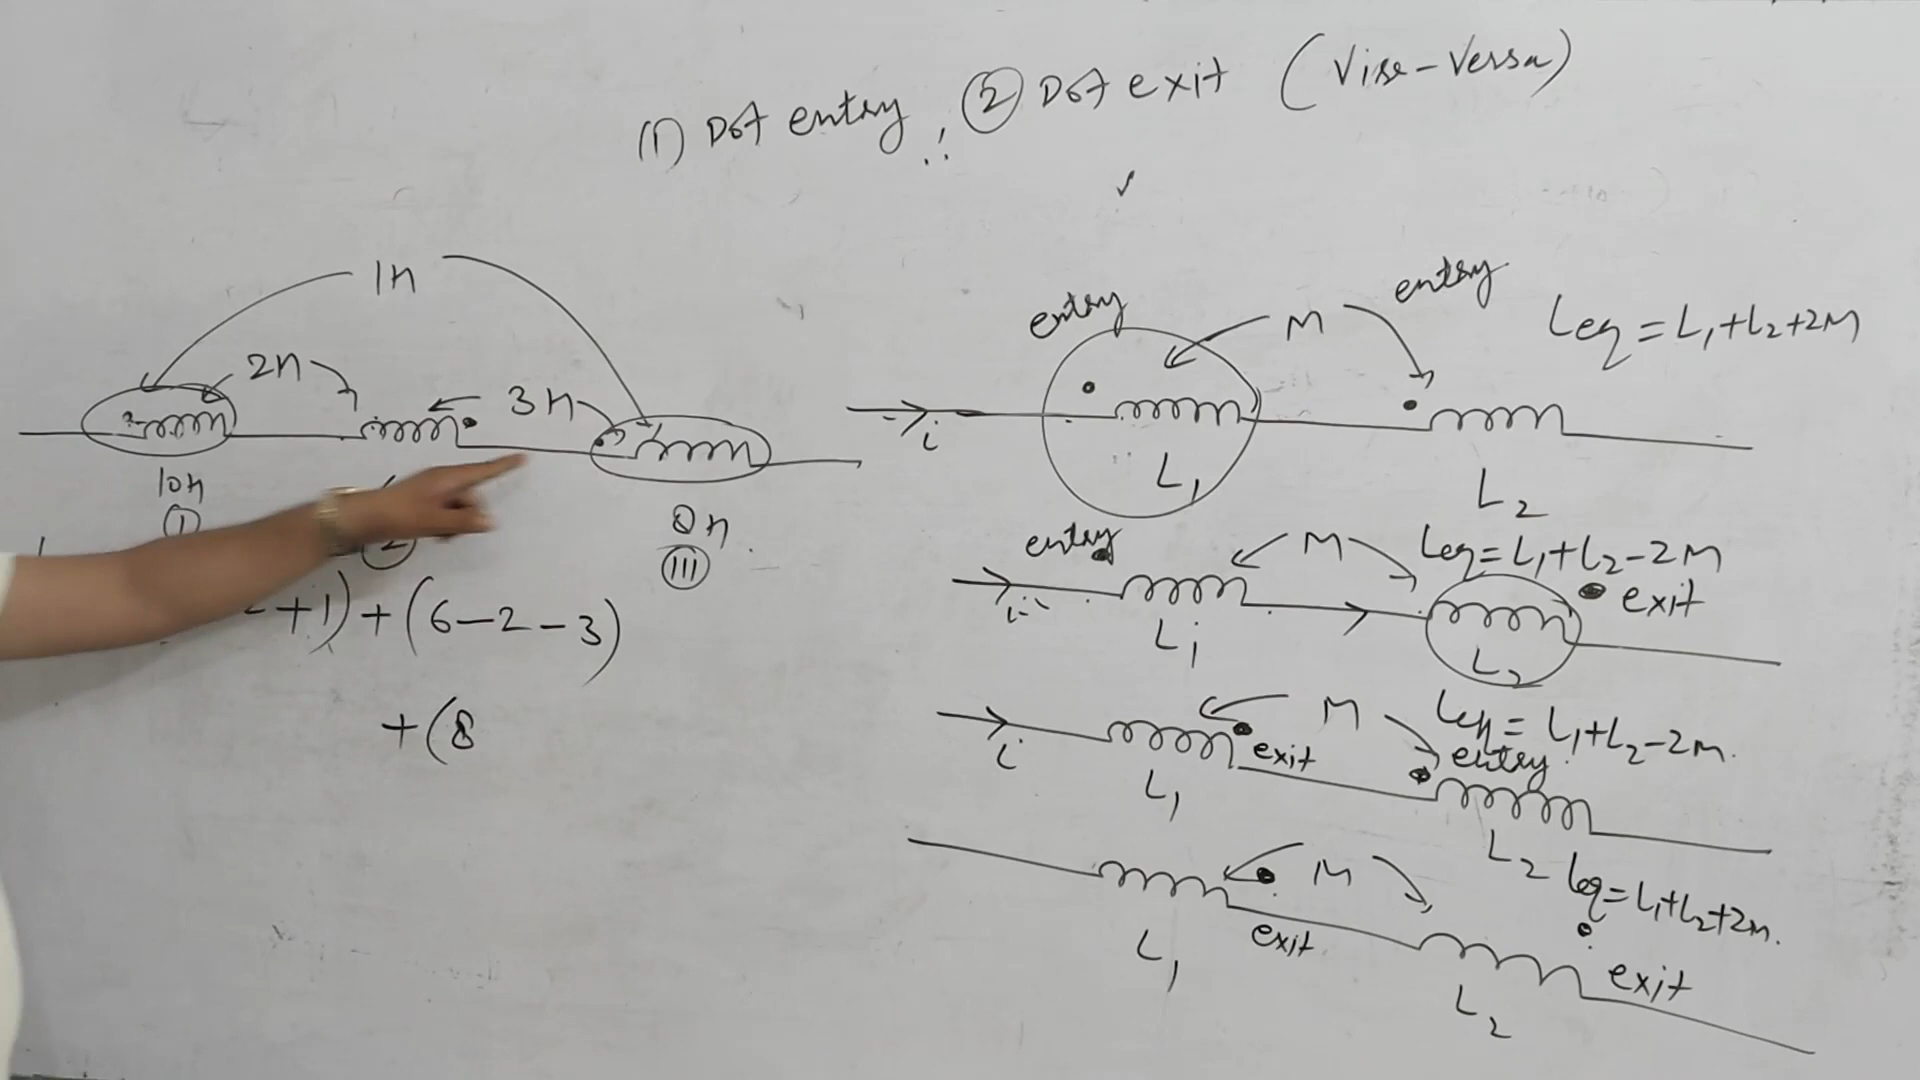 (1) Dot entry, (2) Dot exit (Vise-Versa)
1H
2H
3H
10H
(1)
(2)
8H
(III)
+1) + (6-2-3)
+(8
entry
M
entry
Leq = L1+L2+2M
i
L1
L2
entry
M
Leq = L1+L2-2M
exit
i
L1
L2
M
Leq = L1+L2-2M.
i
exit
entry
L1
L2
M
Leq = L1+L2+2M.
exit
exit
L1
L2